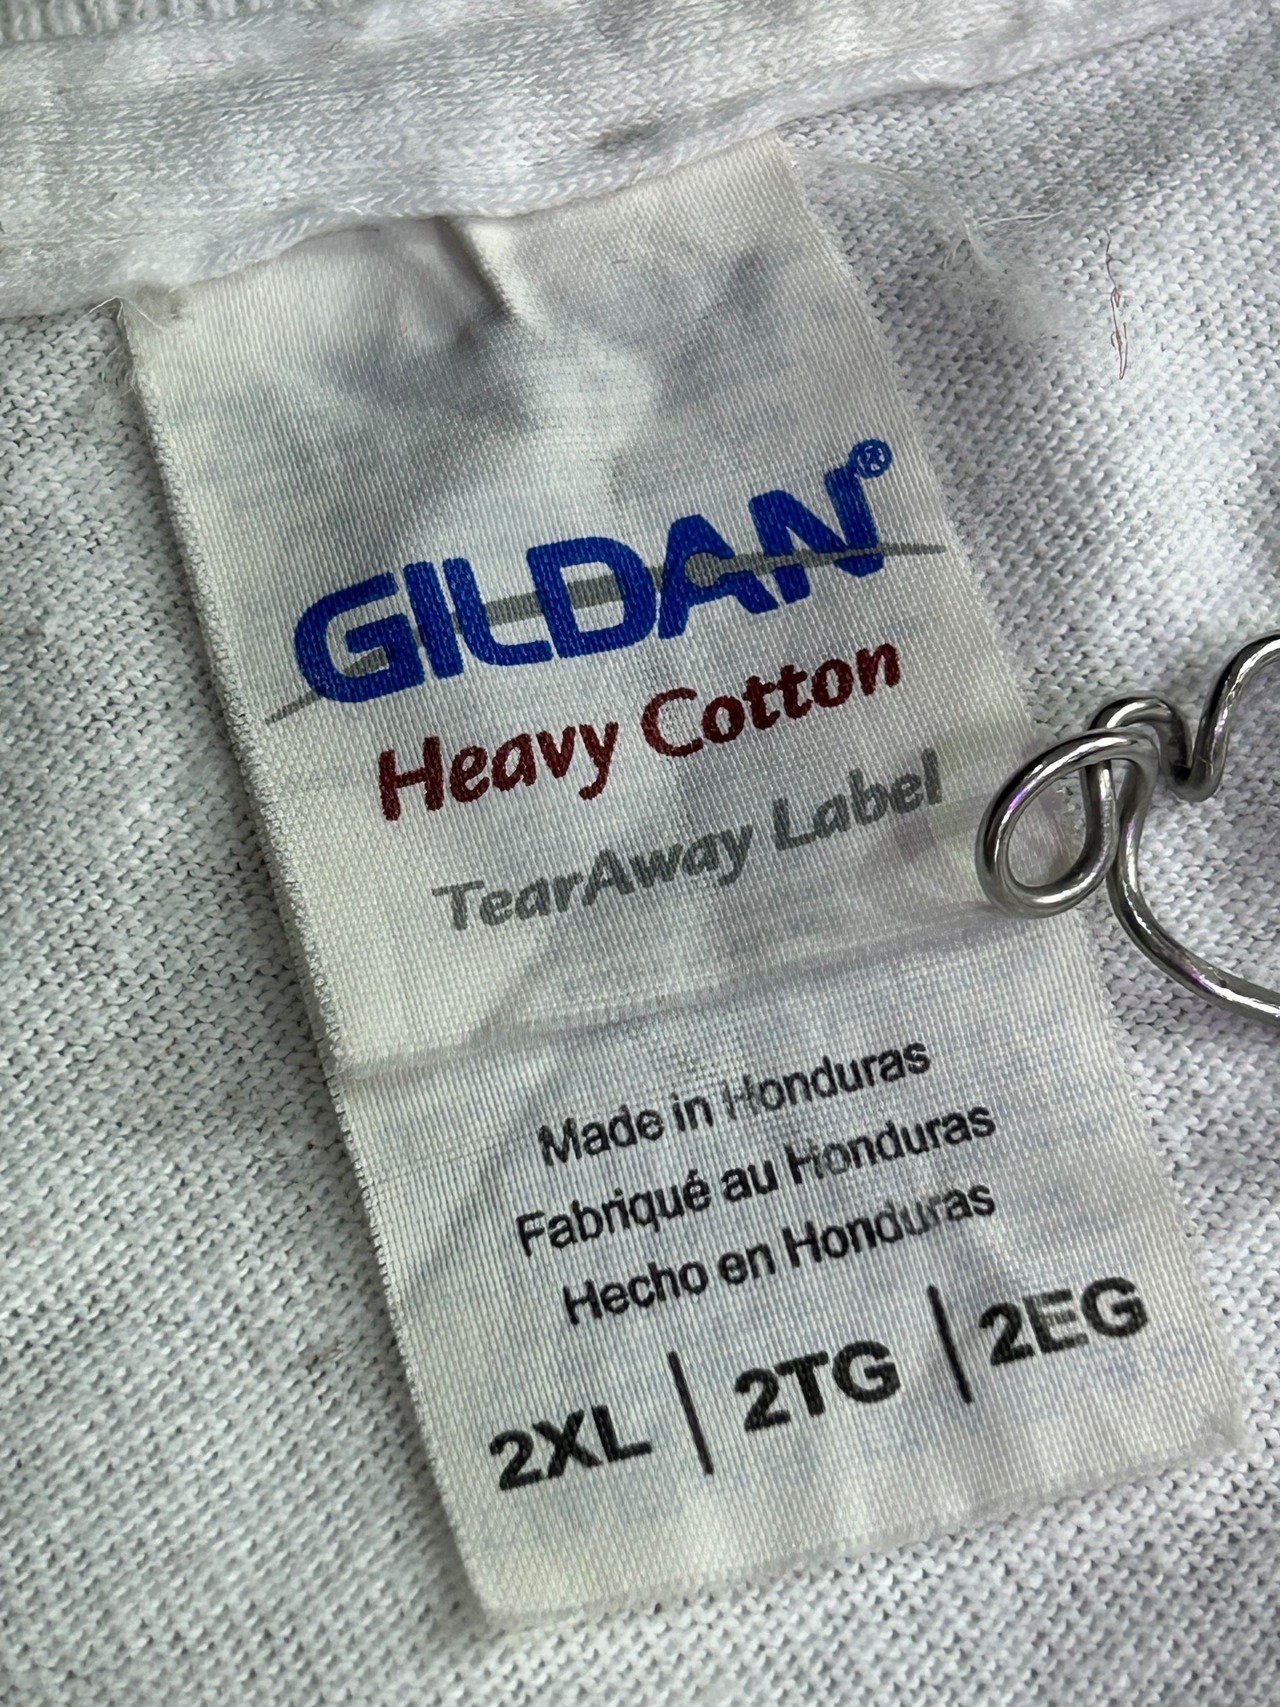 GILDAN®
Heavy Cotton
TearAway Label
Made in Honduras
Fabriqué au Honduras
Hecho en Honduras
2XL | 2TG | 2EG